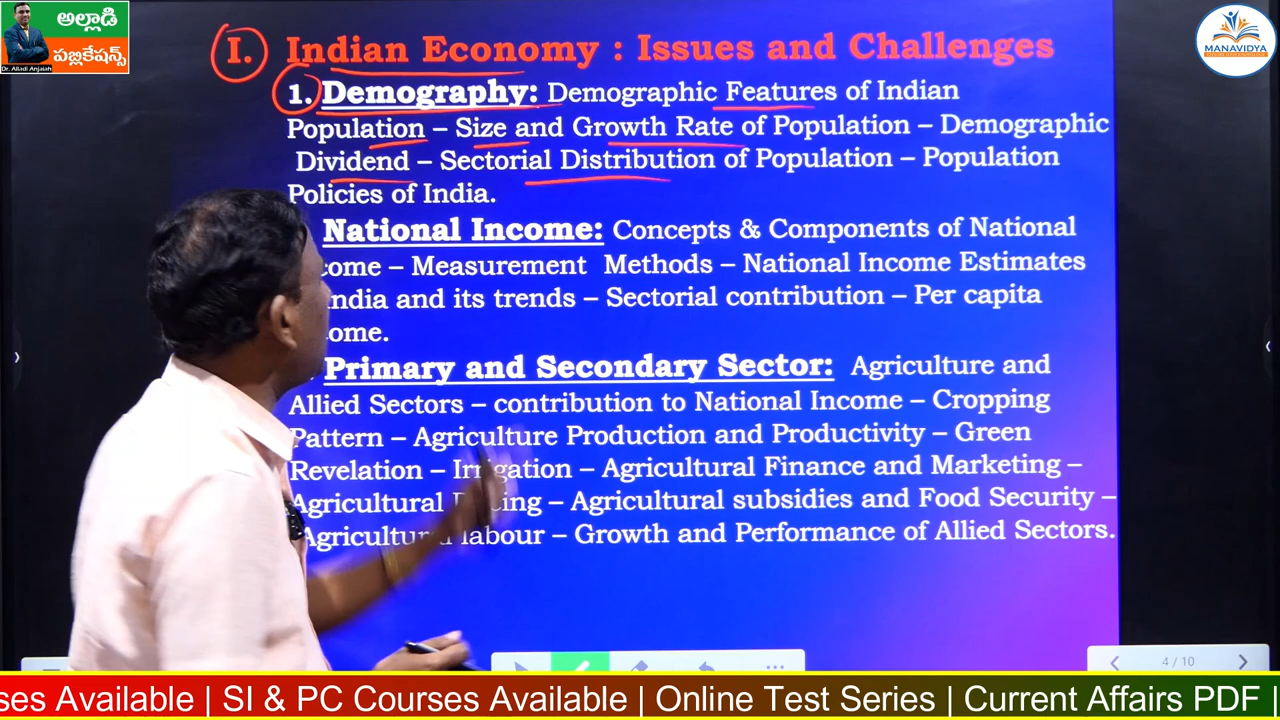 అల్లాడి
పబ్లికేషన్స్
Dr. Alladi Anjaiah
MANAVIDYA
I. Indian Economy : Issues and Challenges
1. Demography: Demographic Features of Indian
Population – Size and Growth Rate of Population – Demographic
Dividend – Sectorial Distribution of Population – Population
Policies of India.
National Income: Concepts & Components of National
come – Measurement Methods – National Income Estimates
India and its trends – Sectorial contribution – Per capita
come.
Primary and Secondary Sector: Agriculture and
Allied Sectors – contribution to National Income – Cropping
Pattern – Agriculture Production and Productivity – Green
Revelation – Irrigation – Agricultural Finance and Marketing –
Agricultural Pricing – Agricultural subsidies and Food Security –
Agricultural labour – Growth and Performance of Allied Sectors.
4 / 10
ses Available | SI & PC Courses Available | Online Test Series | Current Affairs PDF |